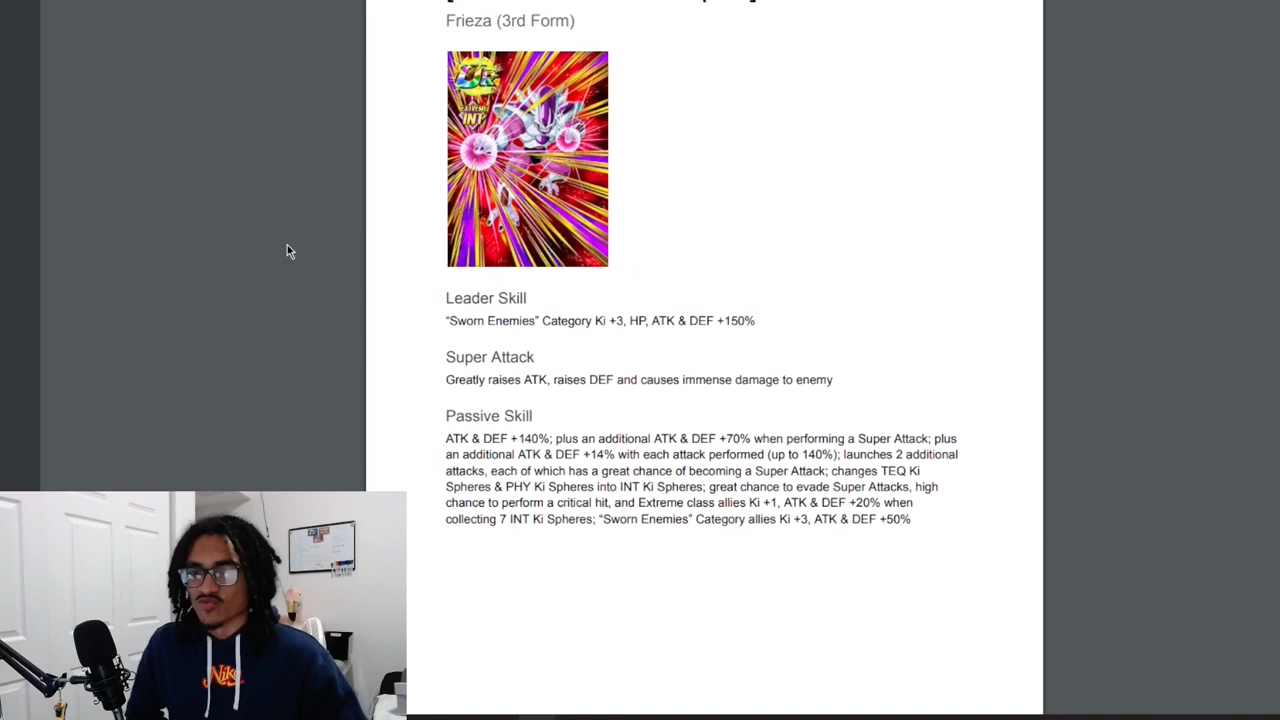 Frieza (3rd Form)
UR
EXTREME
INT
Leader Skill
“Sworn Enemies” Category Ki +3, HP, ATK & DEF +150%
Super Attack
Greatly raises ATK, raises DEF and causes immense damage to enemy
Passive Skill
ATK & DEF +140%; plus an additional ATK & DEF +70% when performing a Super Attack; plus
an additional ATK & DEF +14% with each attack performed (up to 140%); launches 2 additional
attacks, each of which has a great chance of becoming a Super Attack; changes TEQ Ki
Spheres & PHY Ki Spheres into INT Ki Spheres; great chance to evade Super Attacks, high
chance to perform a critical hit, and Extreme class allies Ki +1, ATK & DEF +20% when
collecting 7 INT Ki Spheres; “Sworn Enemies” Category allies Ki +3, ATK & DEF +50%
Nike